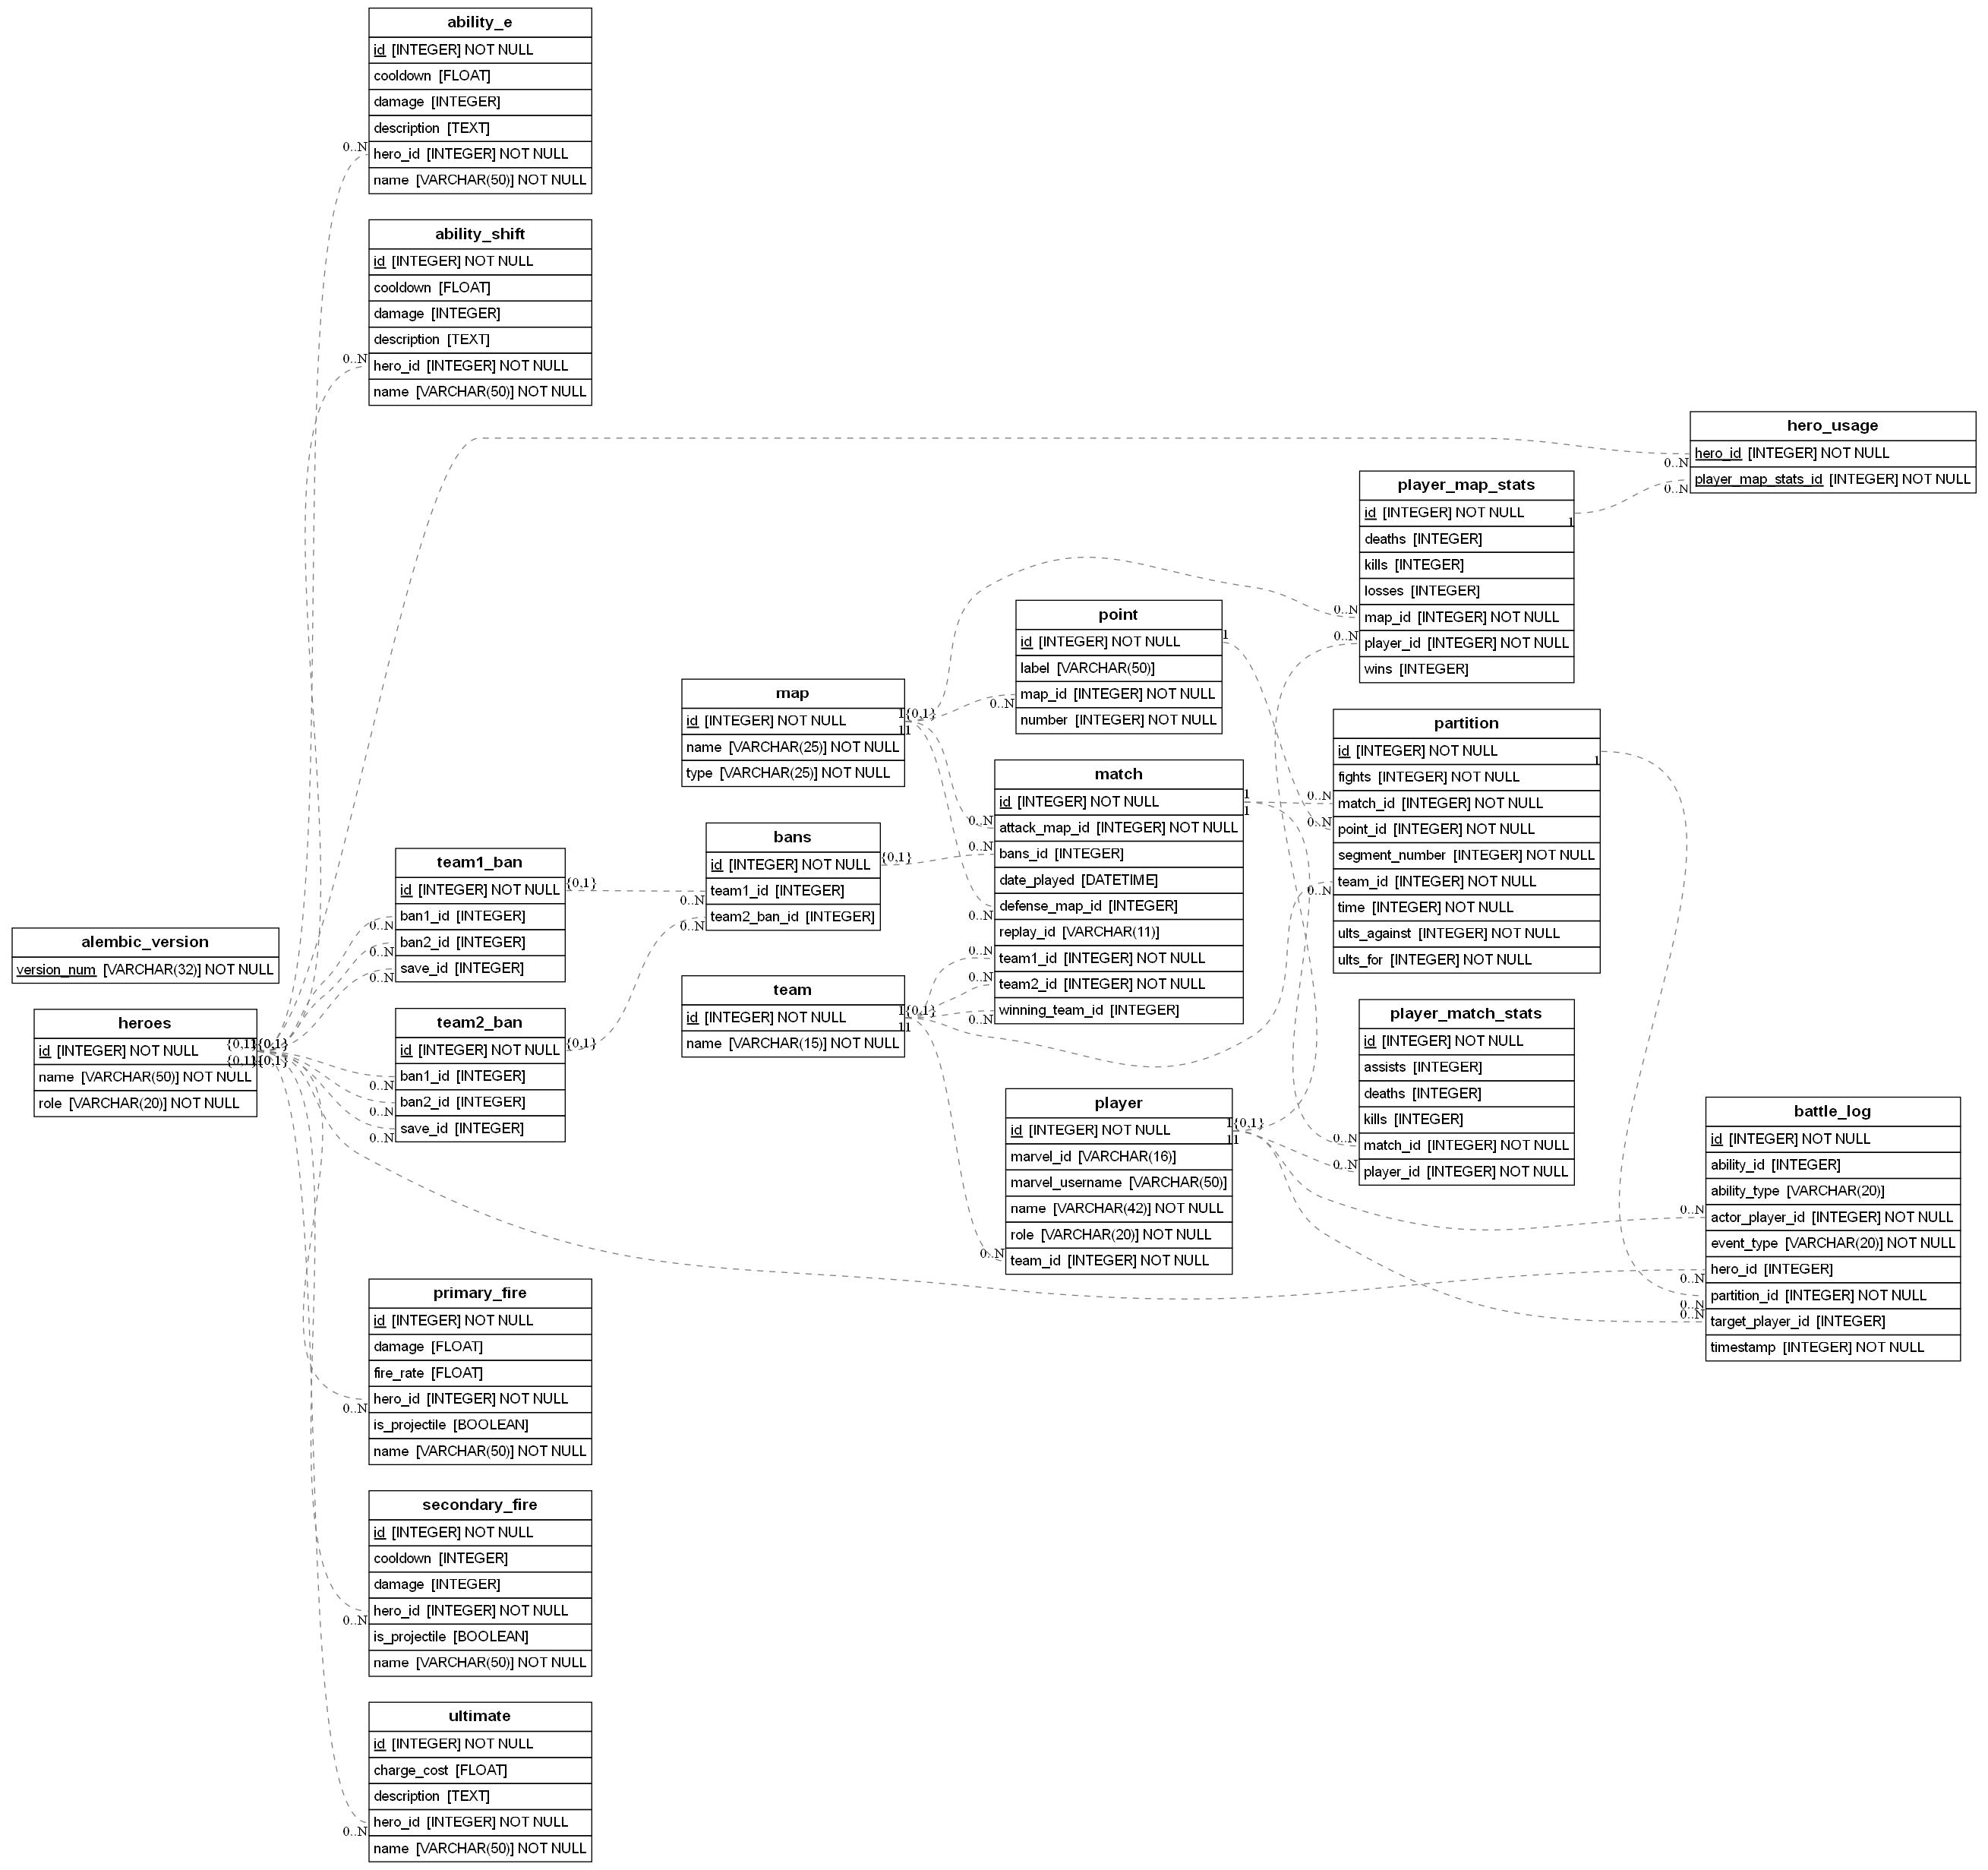 ability_e
id [INTEGER] NOT NULL
cooldown [FLOAT]
damage [INTEGER]
description [TEXT]
0..N
hero_id [INTEGER] NOT NULL
name [VARCHAR(50)] NOT NULL
ability_shift
id [INTEGER] NOT NULL
cooldown [FLOAT]
damage [INTEGER]
description [TEXT]
0..N
hero_id [INTEGER] NOT NULL
name [VARCHAR(50)] NOT NULL
hero_usage
hero_id [INTEGER] NOT NULL
0..N
player_map_stats_id [INTEGER] NOT NULL
0..N
player_map_stats
id [INTEGER] NOT NULL
1
deaths [INTEGER]
kills [INTEGER]
losses [INTEGER]
0..N
map_id [INTEGER] NOT NULL
0..N
player_id [INTEGER] NOT NULL
wins [INTEGER]
point
1
id [INTEGER] NOT NULL
label [VARCHAR(50)]
map_id [INTEGER] NOT NULL
0..N
number [INTEGER] NOT NULL
map
id [INTEGER] NOT NULL
1{0,1}
11
name [VARCHAR(25)] NOT NULL
type [VARCHAR(25)] NOT NULL
partition
id [INTEGER] NOT NULL
1
fights [INTEGER] NOT NULL
0..N
match_id [INTEGER] NOT NULL
0..N
point_id [INTEGER] NOT NULL
segment_number [INTEGER] NOT NULL
team_id [INTEGER] NOT NULL
0..N
time [INTEGER] NOT NULL
ults_against [INTEGER] NOT NULL
ults_for [INTEGER] NOT NULL
match
1
id [INTEGER] NOT NULL
1
0..N
attack_map_id [INTEGER] NOT NULL
0..N
bans_id [INTEGER]
date_played [DATETIME]
defense_map_id [INTEGER]
0..N
replay_id [VARCHAR(11)]
0..N
team1_id [INTEGER] NOT NULL
0..N
team2_id [INTEGER] NOT NULL
winning_team_id [INTEGER]
0..N
bans
{0,1}
id [INTEGER] NOT NULL
team1_id [INTEGER]
0..N
team2_ban_id [INTEGER]
0..N
team1_ban
{0,1}
id [INTEGER] NOT NULL
ban1_id [INTEGER]
0..N
ban2_id [INTEGER]
0..N
save_id [INTEGER]
0..N
alembic_version
version_num [VARCHAR(32)] NOT NULL
heroes
{0,1}1{0,1}
id [INTEGER] NOT NULL
{0,1}1{0,1}
name [VARCHAR(50)] NOT NULL
role [VARCHAR(20)] NOT NULL
team2_ban
{0,1}
id [INTEGER] NOT NULL
ban1_id [INTEGER]
0..N
ban2_id [INTEGER]
0..N
save_id [INTEGER]
0..N
team
1{0,1}
id [INTEGER] NOT NULL
11
name [VARCHAR(15)] NOT NULL
player_match_stats
id [INTEGER] NOT NULL
assists [INTEGER]
deaths [INTEGER]
kills [INTEGER]
0..N
match_id [INTEGER] NOT NULL
0..N
player_id [INTEGER] NOT NULL
player
1{0,1}
id [INTEGER] NOT NULL
11
marvel_id [VARCHAR(16)]
marvel_username [VARCHAR(50)]
name [VARCHAR(42)] NOT NULL
role [VARCHAR(20)] NOT NULL
0..N
team_id [INTEGER] NOT NULL
battle_log
id [INTEGER] NOT NULL
ability_id [INTEGER]
ability_type [VARCHAR(20)]
0..N
actor_player_id [INTEGER] NOT NULL
event_type [VARCHAR(20)] NOT NULL
hero_id [INTEGER]
0..N
partition_id [INTEGER] NOT NULL
0..N
0..N
target_player_id [INTEGER]
timestamp [INTEGER] NOT NULL
primary_fire
id [INTEGER] NOT NULL
damage [FLOAT]
fire_rate [FLOAT]
hero_id [INTEGER] NOT NULL
0..N
is_projectile [BOOLEAN]
name [VARCHAR(50)] NOT NULL
secondary_fire
id [INTEGER] NOT NULL
cooldown [INTEGER]
damage [INTEGER]
hero_id [INTEGER] NOT NULL
0..N
is_projectile [BOOLEAN]
name [VARCHAR(50)] NOT NULL
ultimate
id [INTEGER] NOT NULL
charge_cost [FLOAT]
description [TEXT]
hero_id [INTEGER] NOT NULL
0..N
name [VARCHAR(50)] NOT NULL